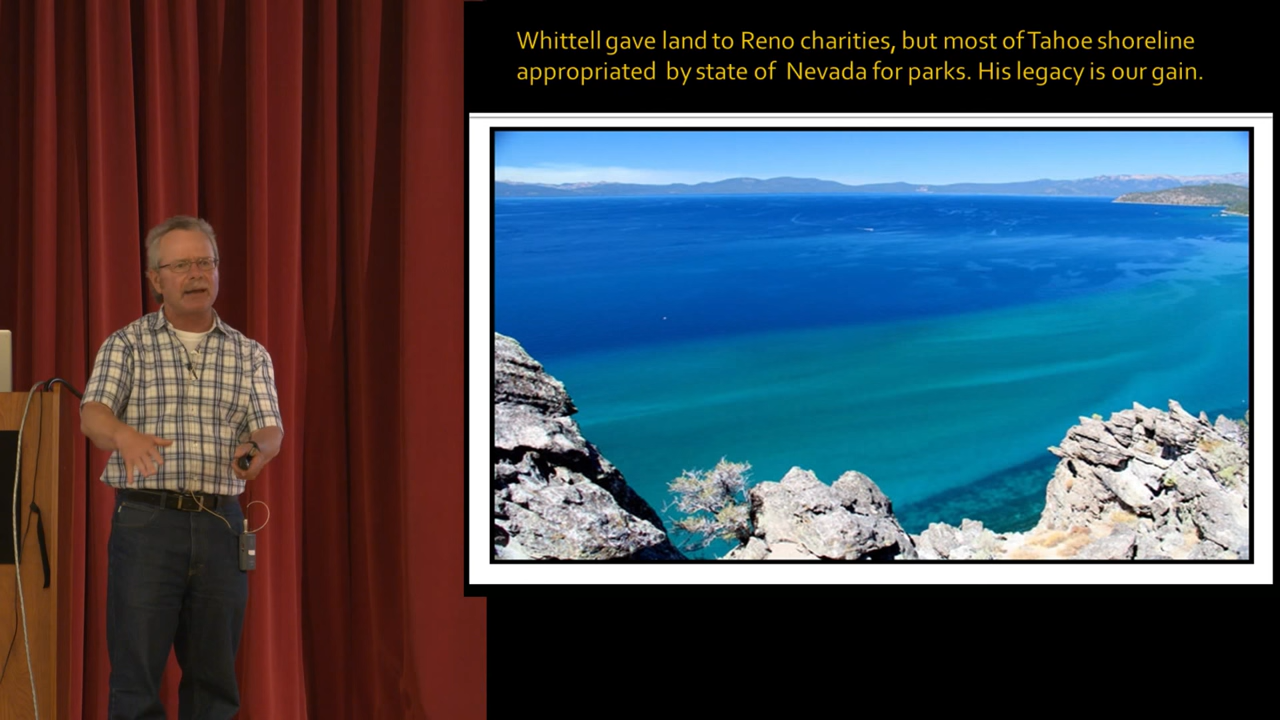 Whittell gave land to Reno charities, but most of Tahoe shoreline
appropriated by state of Nevada for parks. His legacy is our gain.